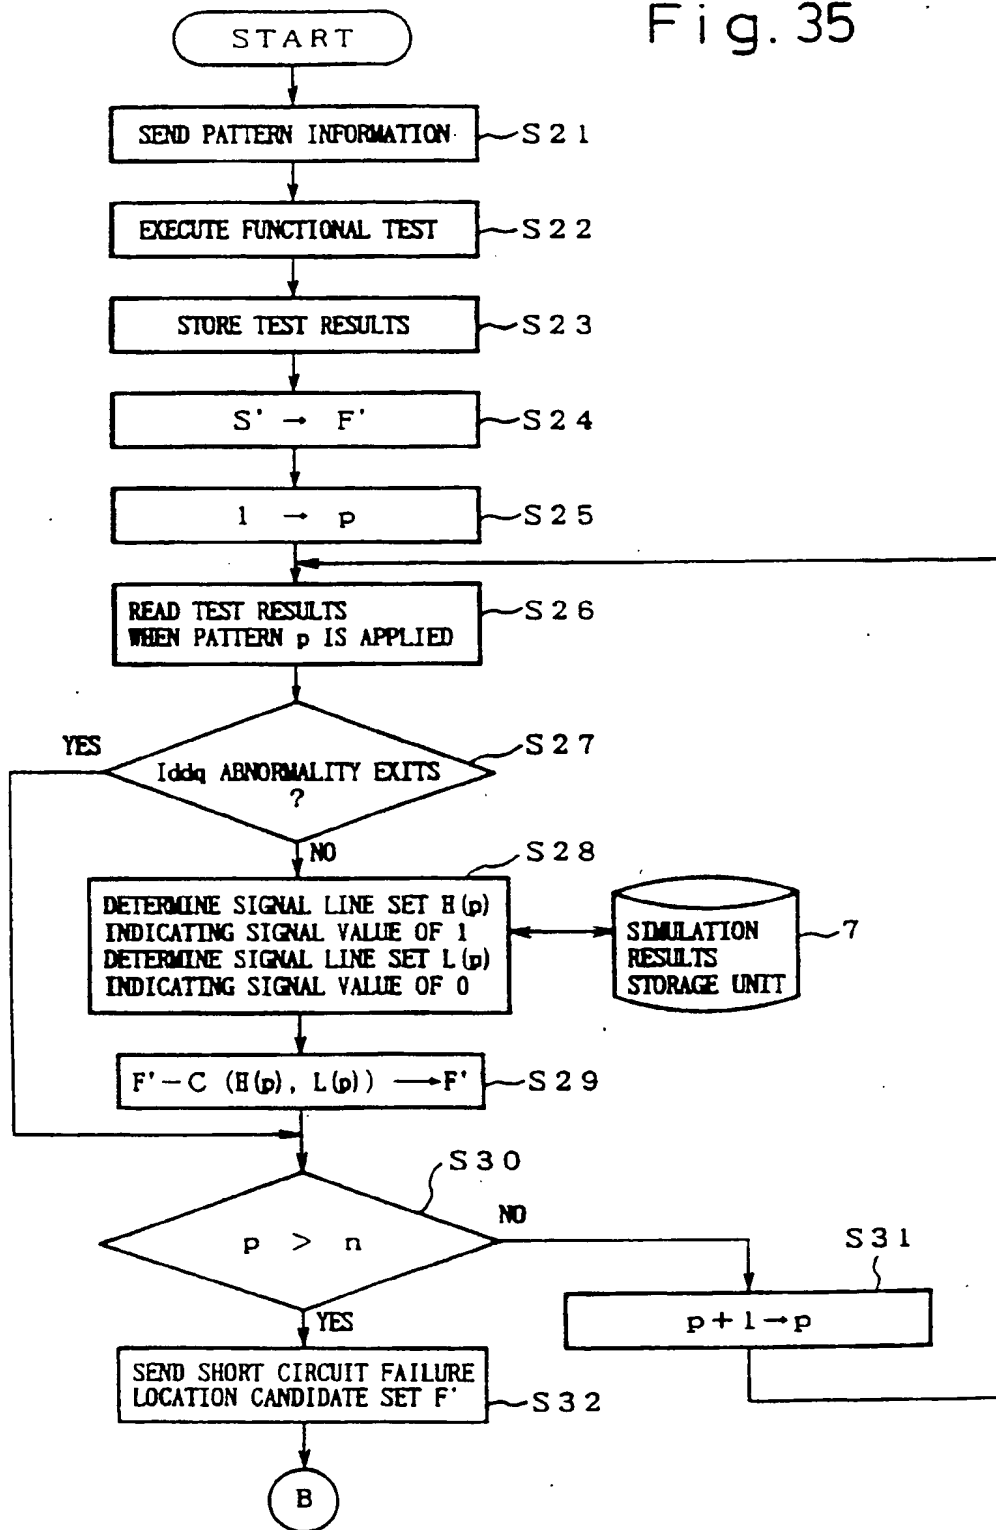 Fig. 35
START
SEND PATTERN INFORMATION
S21
EXECUTE FUNCTIONAL TEST
S22
STORE TEST RESULTS
S23
S' → F'
S24
1 → p
S25
READ TEST RESULTS
WHEN PATTERN p IS APPLIED
S26
YES
S27
Iddq ABNORMALITY EXITS
?
NO
S28
DETERMINE SIGNAL LINE SET H(p)
INDICATING SIGNAL VALUE OF 1
DETERMINE SIGNAL LINE SET L(p)
INDICATING SIGNAL VALUE OF 0
SIMULATION
RESULTS
STORAGE UNIT
7
F'-C (H(p), L(p)) → F'
S29
S30
p > n
NO
S31
p+1→p
YES
SEND SHORT CIRCUIT FAILURE
LOCATION CANDIDATE SET F'
S32
B